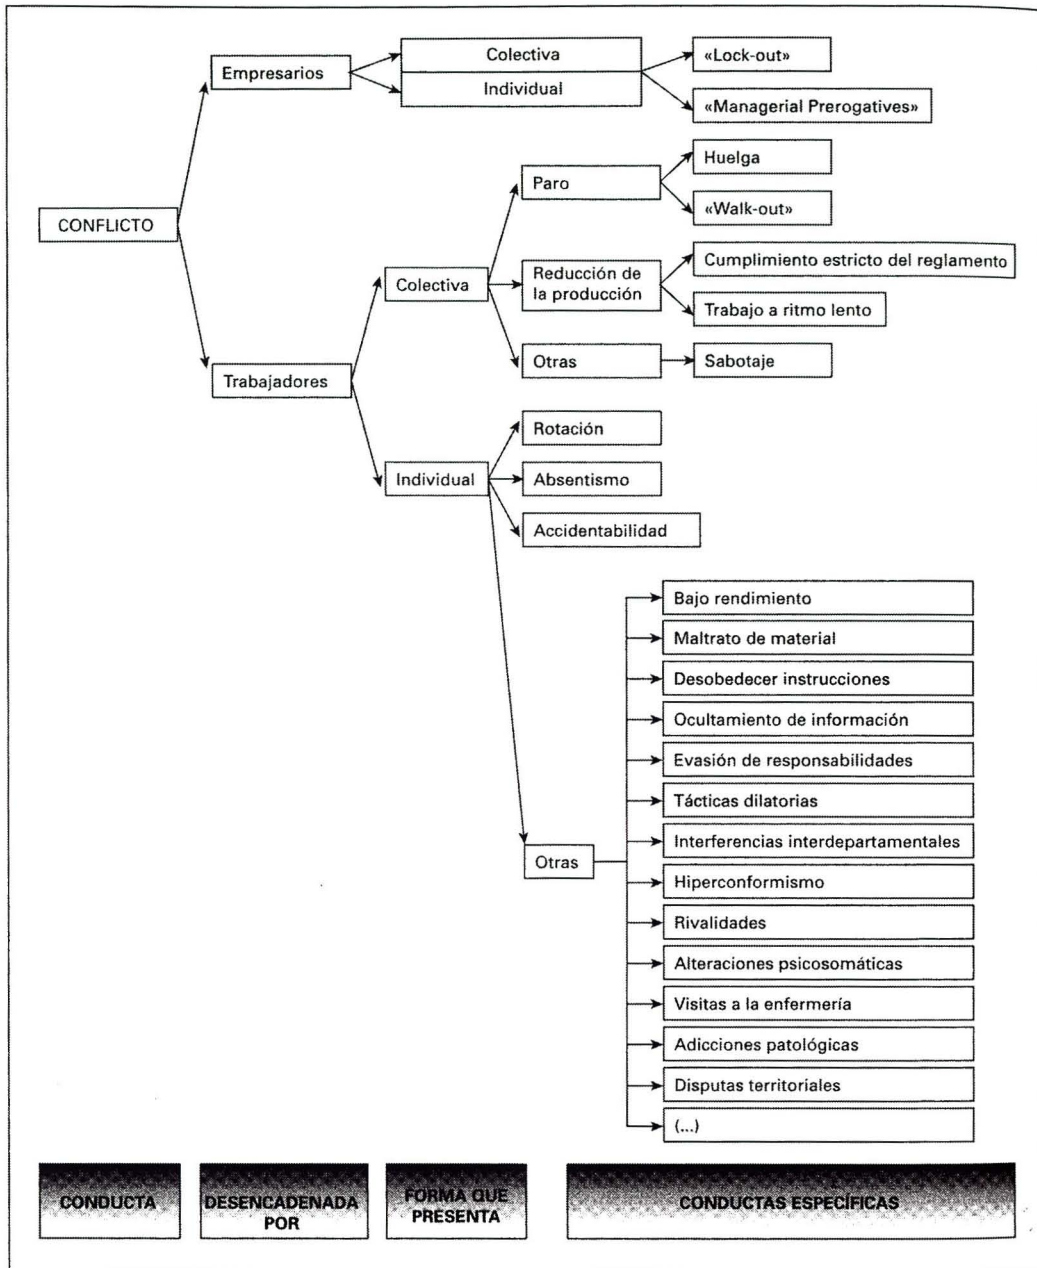 CONFLICTO
Empresarios
Colectiva
Individual
«Lock-out»
«Managerial Prerogatives»
Trabajadores
Colectiva
Paro
Huelga
«Walk-out»
Reducción de
la producción
Cumplimiento estricto del reglamento
Trabajo a ritmo lento
Otras
Sabotaje
Individual
Rotación
Absentismo
Accidentabilidad
Otras
Bajo rendimiento
Maltrato de material
Desobedecer instrucciones
Ocultamiento de información
Evasión de responsabilidades
Tácticas dilatorias
Interferencias interdepartamentales
Hiperconformismo
Rivalidades
Alteraciones psicosomáticas
Visitas a la enfermería
Adicciones patológicas
Disputas territoriales
(...)
CONDUCTA
DESENCADENADA
POR
FORMA QUE
PRESENTA
CONDUCTAS ESPECÍFICAS